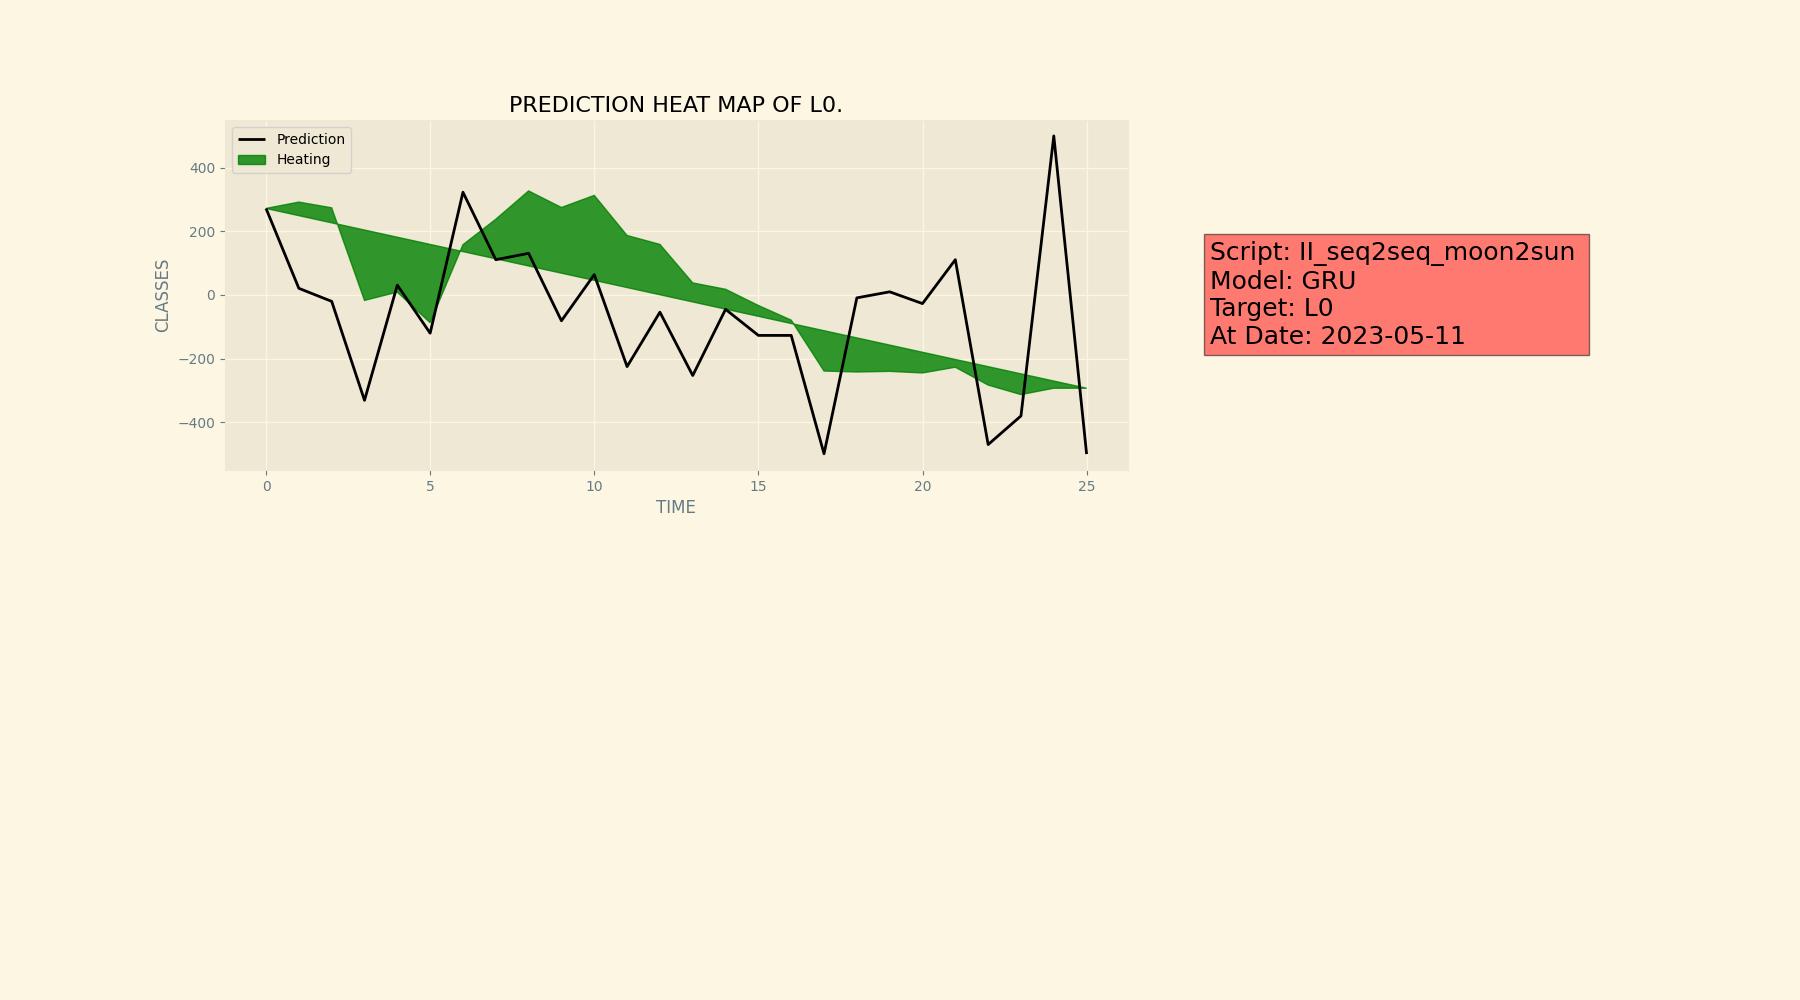 PREDICTION HEAT MAP OF L0.
Prediction
Heating
400
200
0
−200
−400
CLASSES
0 5 10 15 20 25
TIME
Script: II_seq2seq_moon2sun
Model: GRU
Target: L0
At Date: 2023-05-11